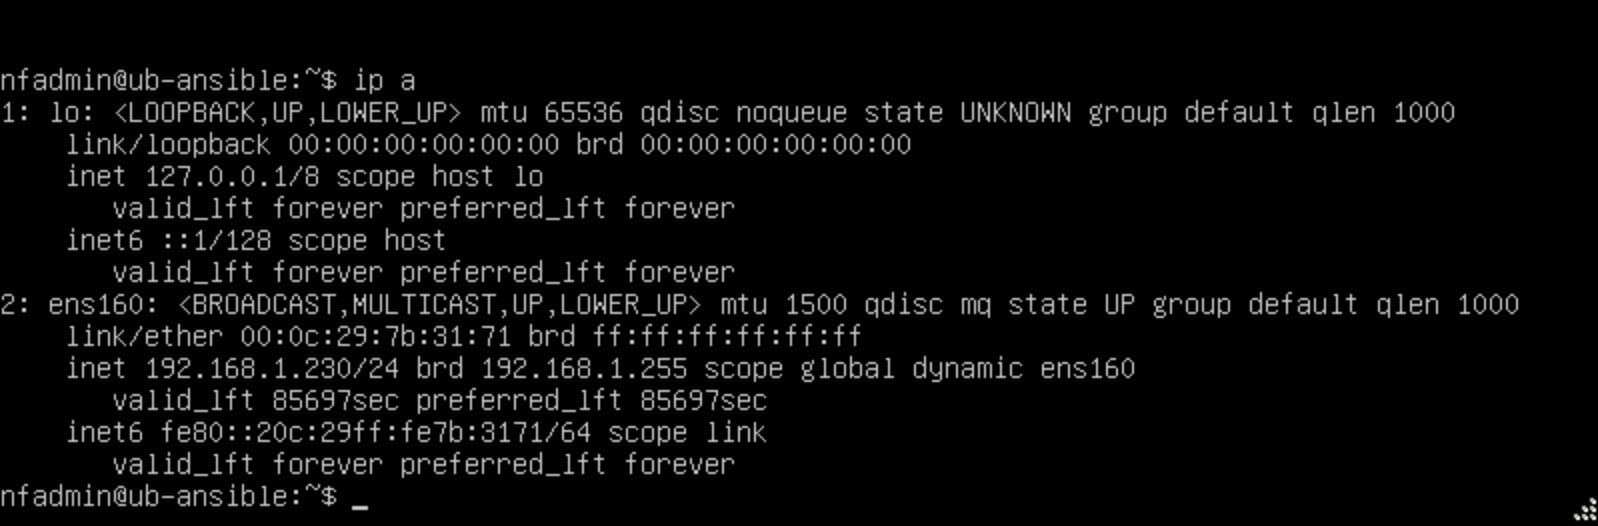 nfadmin@ub-ansible:~$ ip a
1: lo: <LOOPBACK,UP,LOWER_UP> mtu 65536 qdisc noqueue state UNKNOWN group default qlen 1000
    link/loopback 00:00:00:00:00:00 brd 00:00:00:00:00:00
    inet 127.0.0.1/8 scope host lo
       valid_lft forever preferred_lft forever
    inet6 ::1/128 scope host
       valid_lft forever preferred_lft forever
2: ens160: <BROADCAST,MULTICAST,UP,LOWER_UP> mtu 1500 qdisc mq state UP group default qlen 1000
    link/ether 00:0c:29:7b:31:71 brd ff:ff:ff:ff:ff:ff
    inet 192.168.1.230/24 brd 192.168.1.255 scope global dynamic ens160
       valid_lft 85697sec preferred_lft 85697sec
    inet6 fe80::20c:29ff:fe7b:3171/64 scope link
       valid_lft forever preferred_lft forever
nfadmin@ub-ansible:~$ _